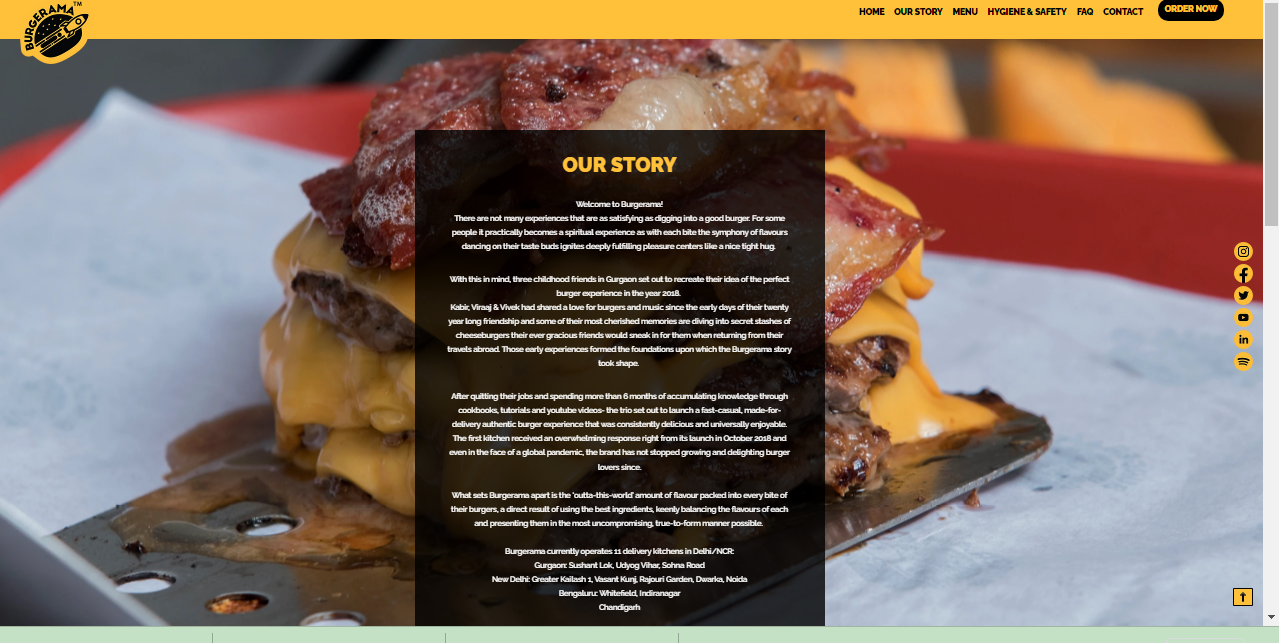 BURGERAMA TM
HOME OUR STORY MENU HYGIENE & SAFETY FAQ CONTACT ORDER NOW
OUR STORY
Welcome to Burgerama!
There are not many experiences that are as satisfying as digging into a good burger. For some
people it practically becomes a spiritual experience as with each bite the symphony of flavours
dancing on their taste buds ignites deeply fulfilling pleasure centers like a nice tight hug.
With this in mind, three childhood friends in Gurgaon set out to recreate their idea of the perfect
burger experience in the year 2018.
Kabir, Viraaj & Vivek had shared a love for burgers and music since the early days of their twenty
year long friendship and some of their most cherished memories are diving into secret stashes of
cheeseburgers their ever gracious friends would sneak in for them when returning from their
travels abroad. Those early experiences formed the foundations upon which the Burgerama story
took shape.
After quitting their jobs and spending more than 6 months of accumulating knowledge through
cookbooks, tutorials and youtube videos- the trio set out to launch a fast-casual, made-for-
delivery authentic burger experience that was consistently delicious and universally enjoyable.
The first kitchen received an overwhelming response right from its launch in October 2018 and
even in the face of a global pandemic, the brand has not stopped growing and delighting burger
lovers since.
What sets Burgerama apart is the 'outta-this-world' amount of flavour packed into every bite of
their burgers, a direct result of using the best ingredients, keenly balancing the flavours of each
and presenting them in the most uncompromising, true-to-form manner possible.
Burgerama currently operates 11 delivery kitchens in Delhi/NCR:
Gurgaon: Sushant Lok, Udyog Vihar, Sohna Road
New Delhi: Greater Kailash 1, Vasant Kunj, Rajouri Garden, Dwarka, Noida
Bengaluru: Whitefield, Indiranagar
Chandigarh